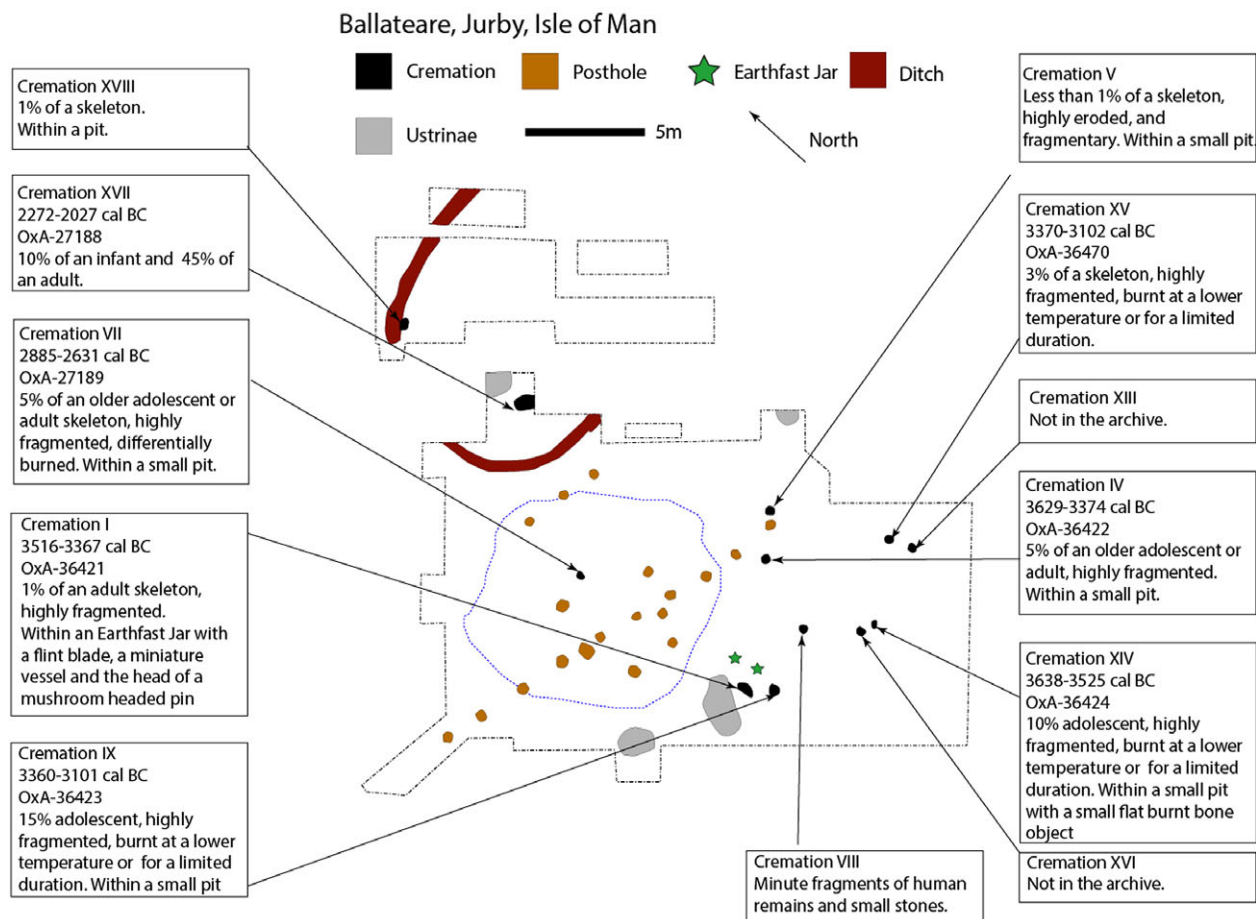 Ballateare, Jurby, Isle of Man
Cremation
Posthole
Earthfast Jar
Ditch
Ustrinae
5m
North
Cremation XVIII
1% of a skeleton.
Within a pit.
Cremation XVII
2272-2027 cal BC
OxA-27188
10% of an infant and 45% of
an adult.
Cremation VII
2885-2631 cal BC
OxA-27189
5% of an older adolescent or
adult skeleton, highly
fragmented, differentially
burned. Within a small pit.
Cremation I
3516-3367 cal BC
OxA-36421
1% of an adult skeleton,
highly fragmented.
Within an Earthfast Jar with
a flint blade, a miniature
vessel and the head of a
mushroom headed pin
Cremation IX
3360-3101 cal BC
OxA-36423
15% adolescent, highly
fragmented, burnt at a lower
temperature or for a limited
duration. Within a small pit
Cremation V
Less than 1% of a skeleton,
highly eroded, and
fragmentary. Within a small pit.
Cremation XV
3370-3102 cal BC
OxA-36470
3% of a skeleton, highly
fragmented, burnt at a lower
temperature or for a limited
duration.
Cremation XIII
Not in the archive.
Cremation IV
3629-3374 cal BC
OxA-36422
5% of an older adolescent or
adult, highly fragmented.
Within a small pit.
Cremation XIV
3638-3525 cal BC
OxA-36424
10% adolescent, highly
fragmented, burnt at a lower
temperature or for a limited
duration. Within a small pit
with a small flat burnt bone
object
Cremation XVI
Not in the archive.
Cremation VIII
Minute fragments of human
remains and small stones.